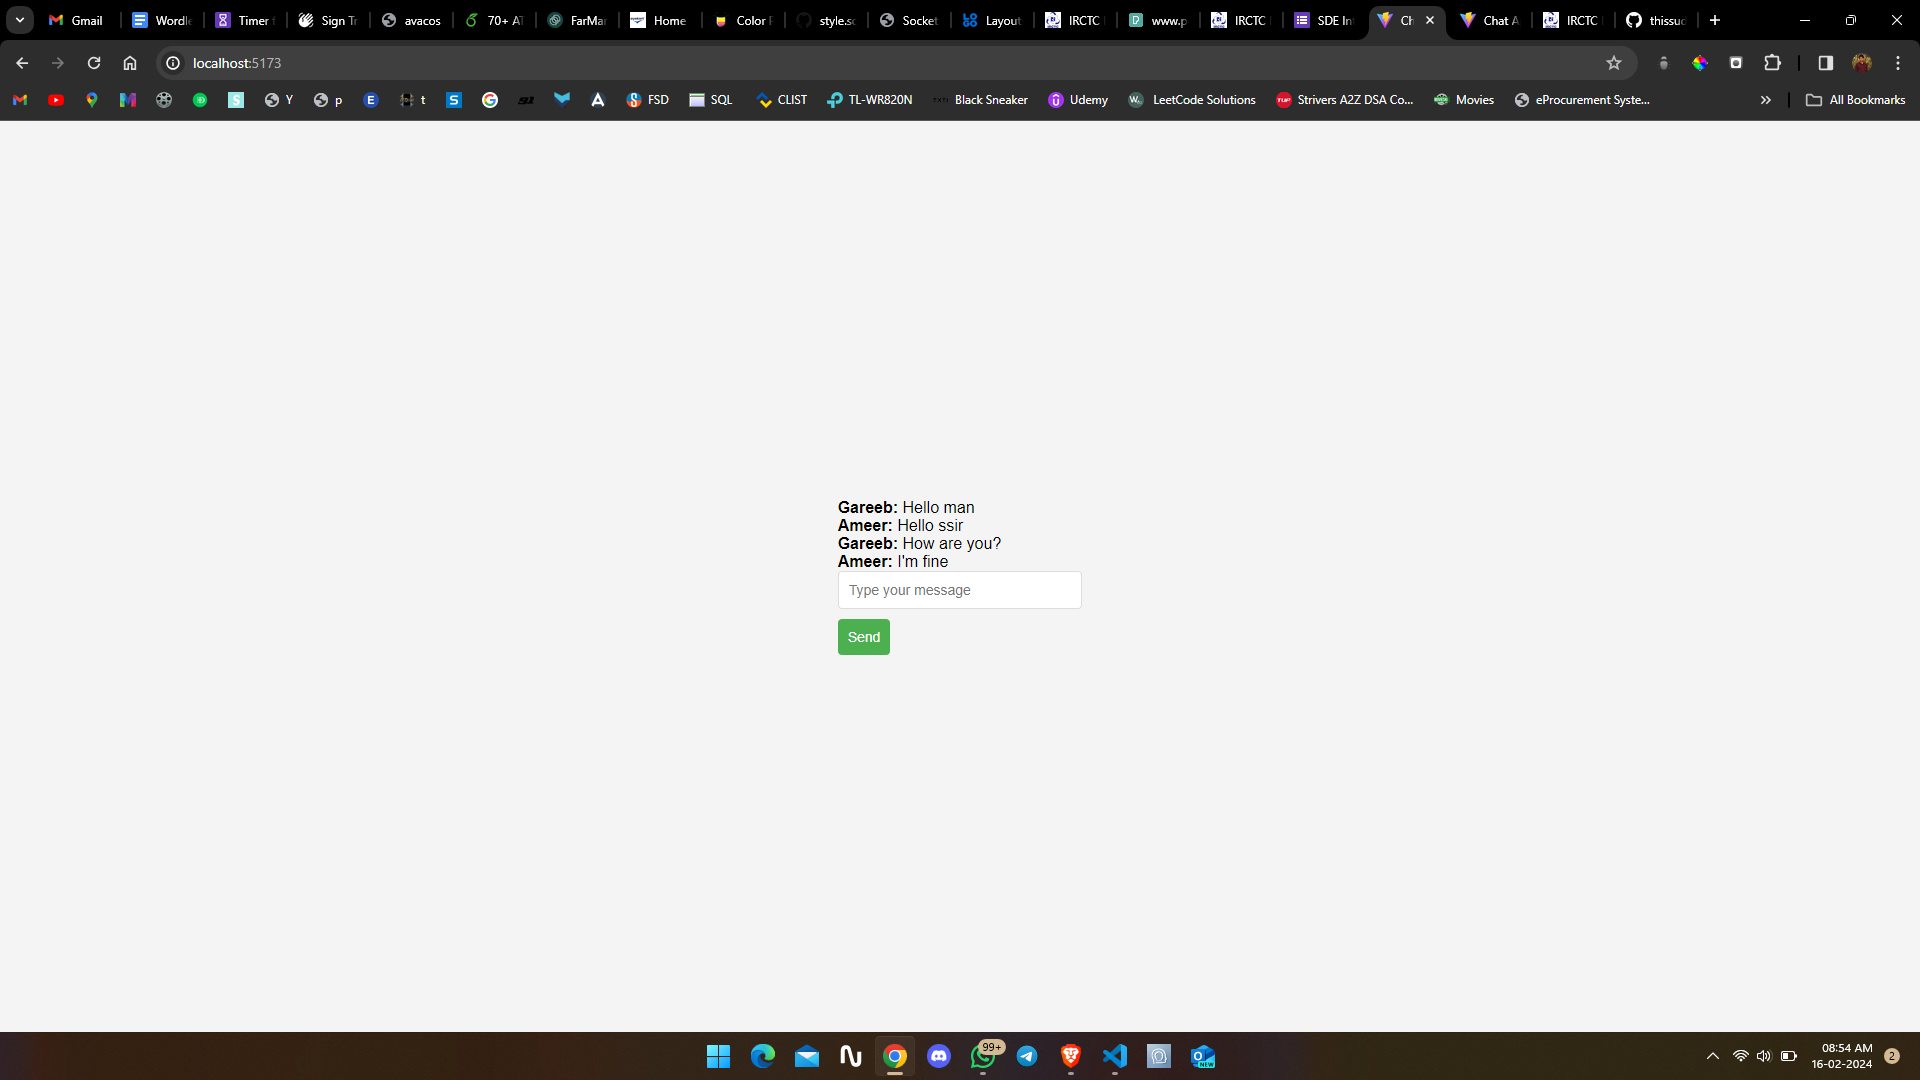 Gmail
Wordle
Timer f
Sign Tr
avacos
70+ AT
FarMar
Home
Color P
style.sc
Socket
Layout
IRCTC
www.p
IRCTC
SDE In
Ch
Chat A
IRCTC
thissud
localhost:5173
Y
p
t
FSD
SQL
CLIST
TL-WR820N
Black Sneaker
Udemy
LeetCode Solutions
Strivers A2Z DSA Co...
Movies
eProcurement Syste...
All Bookmarks
Gareeb: Hello man
Ameer: Hello ssir
Gareeb: How are you?
Ameer: I'm fine
Type your message
Send
99+
08:54 AM
16-02-2024
2